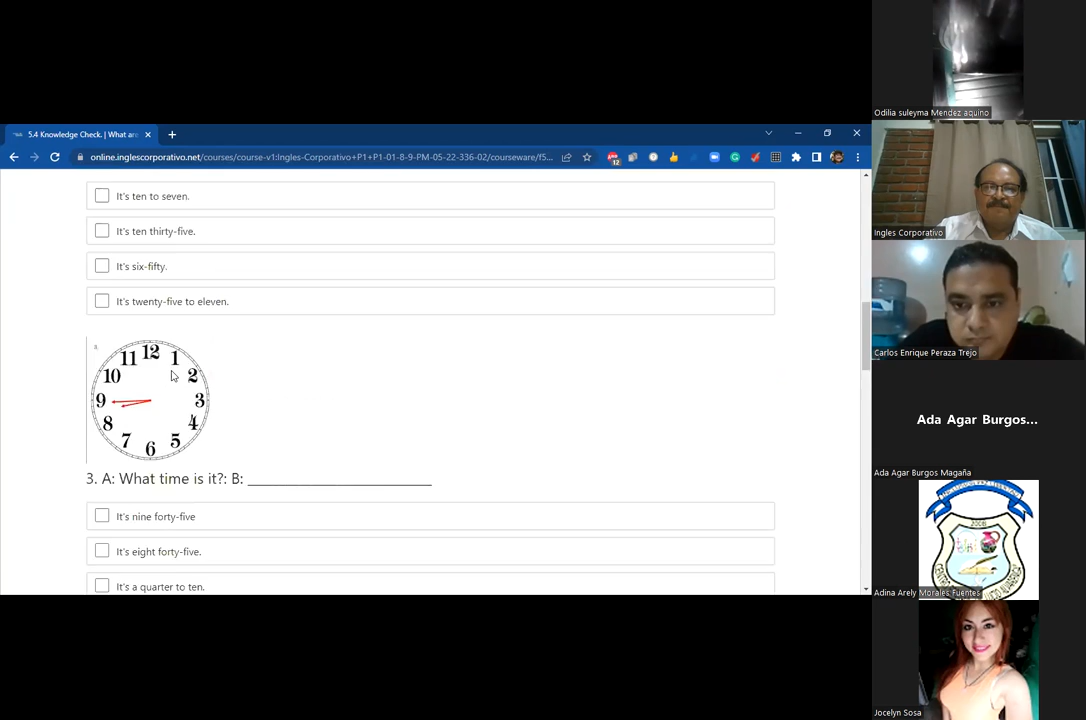 5.4 Knowledge Check. | What are
online.inglescorporativo.net/courses/course-v1:Ingles-Corporativo+P1+P1-01-8-9-PM-05-22-336-02/courseware/f5...
12
It's ten to seven.
It's ten thirty-five.
It's six-fifty.
It's twenty-five to eleven.
3.
12
11 1
10 2
9 3
8 4
7 5
6
3. A: What time is it?: B: ______________________
It's nine forty-five
It's eight forty-five.
It's a quarter to ten.
Odilia suleyma Mendez aquino
Ingles Corporativo
Carlos Enrique Peraza Trejo
Ada Agar Burgos...
Ada Agar Burgos Magaña
2008
Adina Arely Morales Fuentes
Jocelyn Sosa